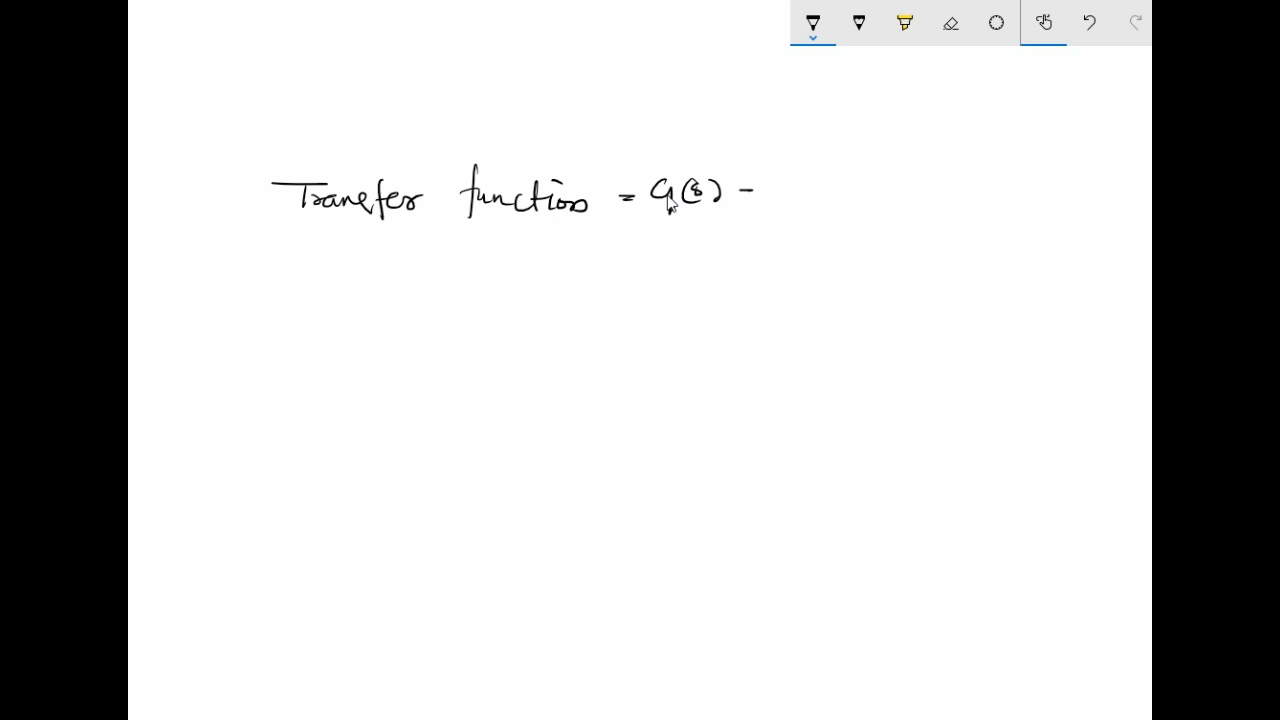 Transfer function = G(s) -